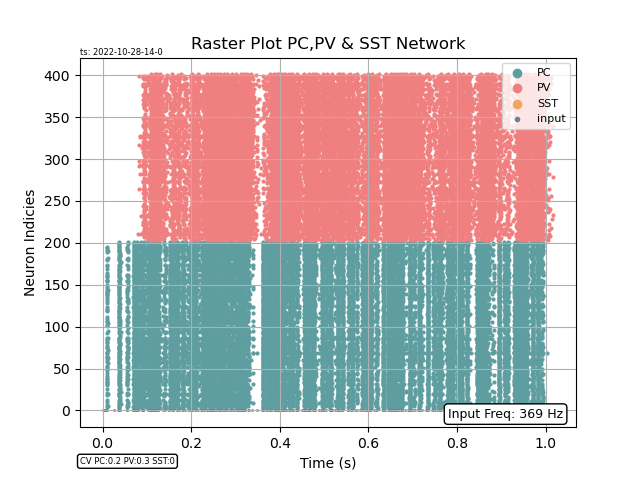 Raster Plot PC,PV & SST Network
ts: 2022-10-28-14-0
PC
PV
SST
input
400
350
300
250
200
150
100
50
0
Neuron Indicies
Input Freq: 369 Hz
0.0 0.2 0.4 0.6 0.8 1.0
Time (s)
CV PC:0.2 PV:0.3 SST:0